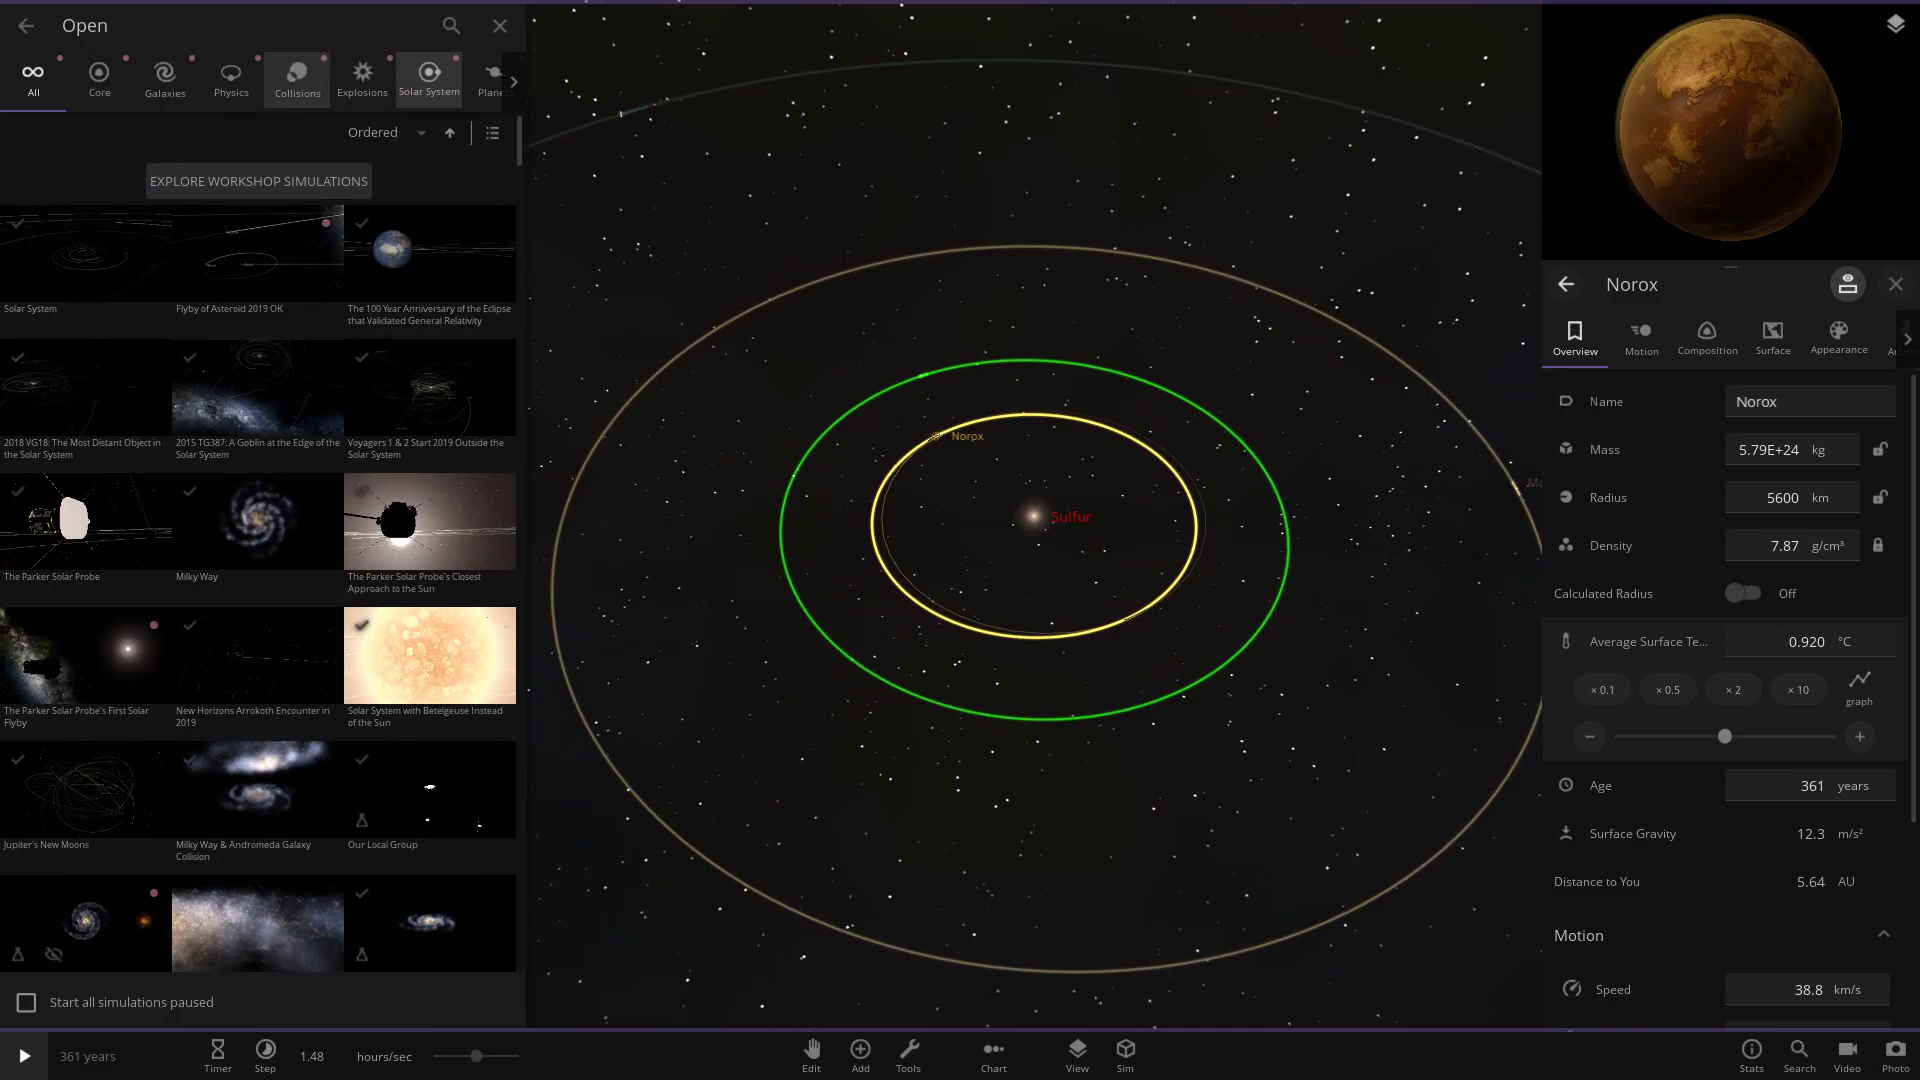 Open
All
Core
Galaxies
Physics
Collisions
Explosions
Solar System
Plane
Ordered
EXPLORE WORKSHOP SIMULATIONS
Solar System
Flyby of Asteroid 2019 OK
The 100 Year Anniversary of the Eclipse
that Validated General Relativity
2018 VG18: The Most Distant Object in
the Solar System
2015 TG387: A Goblin at the Edge of the
Solar System
Voyagers 1 & 2 Start 2019 Outside the
Solar System
The Parker Solar Probe
Milky Way
The Parker Solar Probe's Closest
Approach to the Sun
The Parker Solar Probe's First Solar
Flyby
New Horizons Arrokoth Encounter in
2019
Solar System with Betelgeuse Instead
of the Sun
Jupiter's New Moons
Milky Way & Andromeda Galaxy
Collision
Our Local Group
Start all simulations paused
Norox
Sulfur
Mo
Norox
Overview
Motion
Composition
Surface
Appearance
Name
Norox
Mass
5.79E+24 kg
Radius
5600 km
Density
7.87 g/cm³
Calculated Radius
Off
Average Surface Te...
0.920 °C
× 0.1
× 0.5
× 2
× 10
graph
Age
361 years
Surface Gravity
12.3 m/s²
Distance to You
5.64 AU
Motion
Speed
38.8 km/s
361 years
Timer
Step
1.48 hours/sec
Edit
Add
Tools
Chart
View
Sim
Stats
Search
Video
Photo